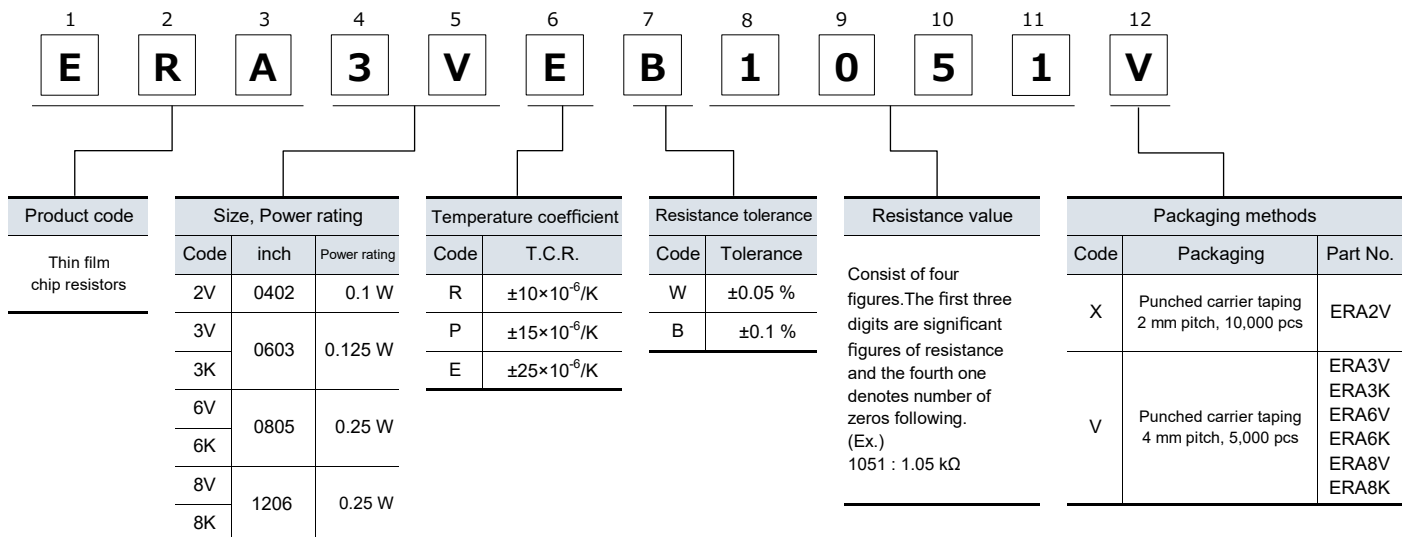 1 2 3 4 5 6 7 8 9 10 11 12
E R A 3 V E B 1 0 5 1 V
Product code
Thin film
chip resistors
Size, Power rating
Code inch Power rating
2V 0402 0.1 W
3V
0603 0.125 W
3K
6V
0805 0.25 W
6K
8V
1206 0.25 W
8K
Temperature coefficient
Code T.C.R.
R ±10×10⁻⁶/K
P ±15×10⁻⁶/K
E ±25×10⁻⁶/K
Resistance tolerance
Code Tolerance
W ±0.05 %
B ±0.1 %
Resistance value
Consist of four
figures.The first three
digits are significant
figures of resistance
and the fourth one
denotes number of
zeros following.
(Ex.)
1051 : 1.05 kΩ
Packaging methods
Code Packaging Part No.
X Punched carrier taping
2 mm pitch, 10,000 pcs ERA2V
V Punched carrier taping
4 mm pitch, 5,000 pcs
ERA3V
ERA3K
ERA6V
ERA6K
ERA8V
ERA8K